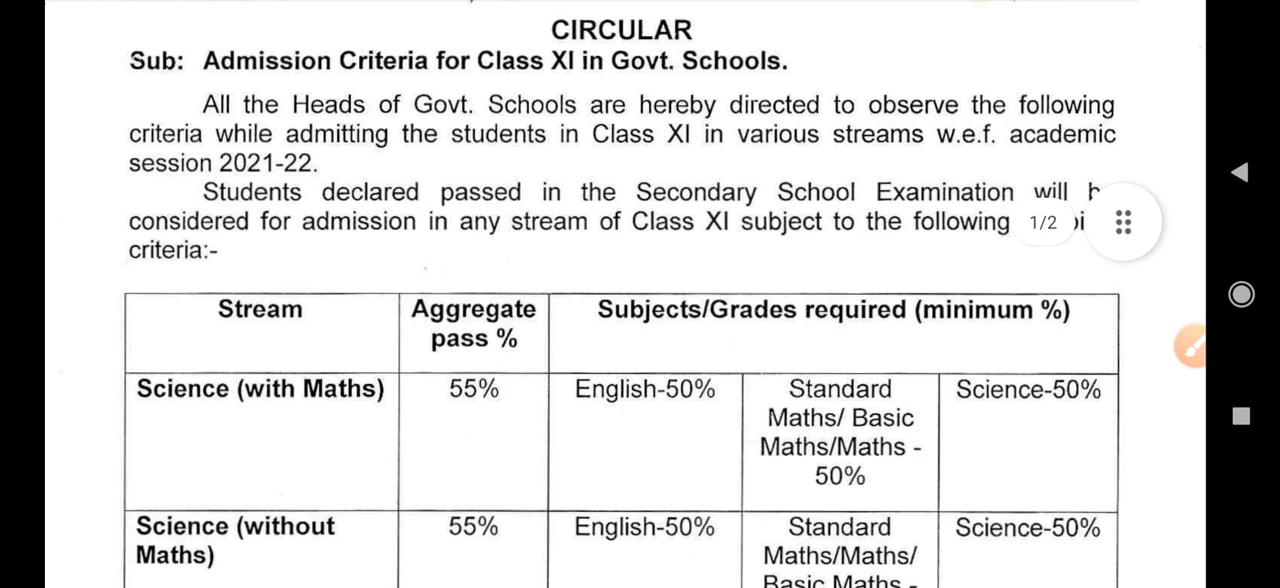 CIRCULAR
Sub: Admission Criteria for Class XI in Govt. Schools.
All the Heads of Govt. Schools are hereby directed to observe the following
criteria while admitting the students in Class XI in various streams w.e.f. academic
session 2021-22.
Students declared passed in the Secondary School Examination will
considered for admission in any stream of Class XI subject to the following
1/2
criteria:-
Stream
Aggregate
pass %
Subjects/Grades required (minimum %)
Science (with Maths)
55%
English-50%
Standard
Maths/ Basic
Maths/Maths -
50%
Science-50%
Science (without
Maths)
55%
English-50%
Standard
Maths/Maths/
Basic Maths -
Science-50%